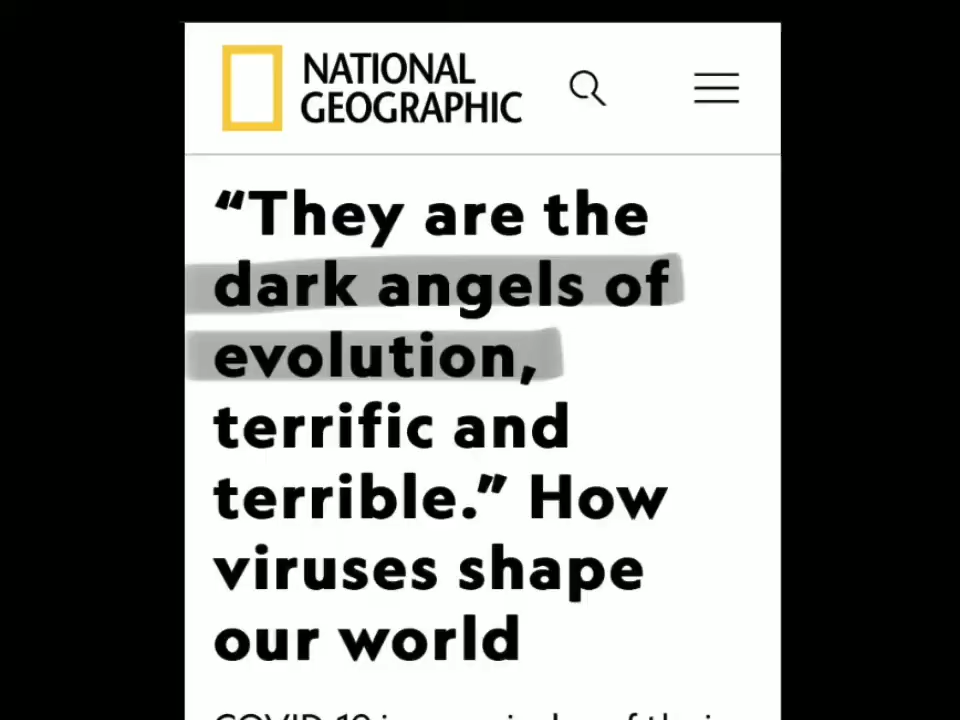 NATIONAL
GEOGRAPHIC
“They are the
dark angels of
evolution,
terrific and
terrible.” How
viruses shape
our world